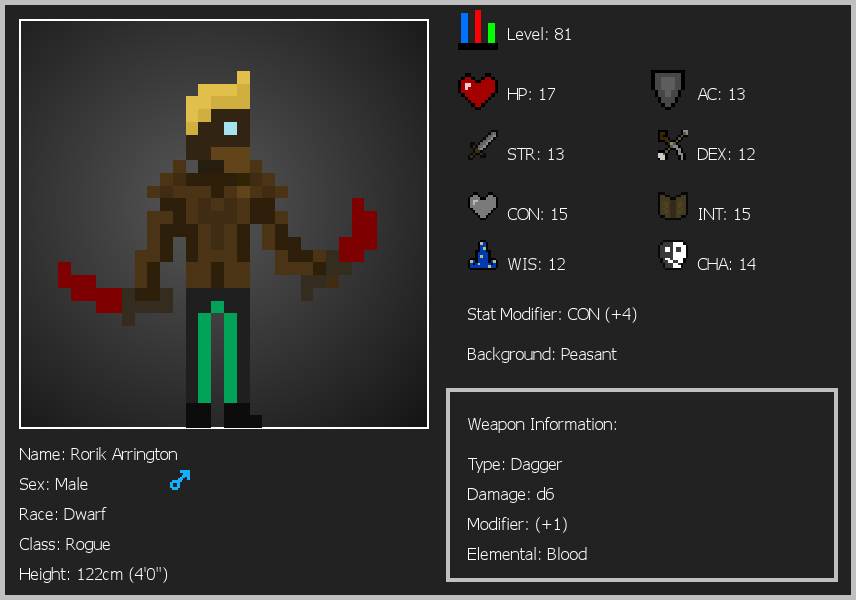 Level: 81
HP: 17
AC: 13
STR: 13
DEX: 12
CON: 15
INT: 15
WIS: 12
CHA: 14
Stat Modifier: CON (+4)
Background: Peasant
Weapon Information:
Type: Dagger
Damage: d6
Modifier: (+1)
Elemental: Blood
Name: Rorik Arrington
Sex: Male
Race: Dwarf
Class: Rogue
Height: 122cm (4'0")